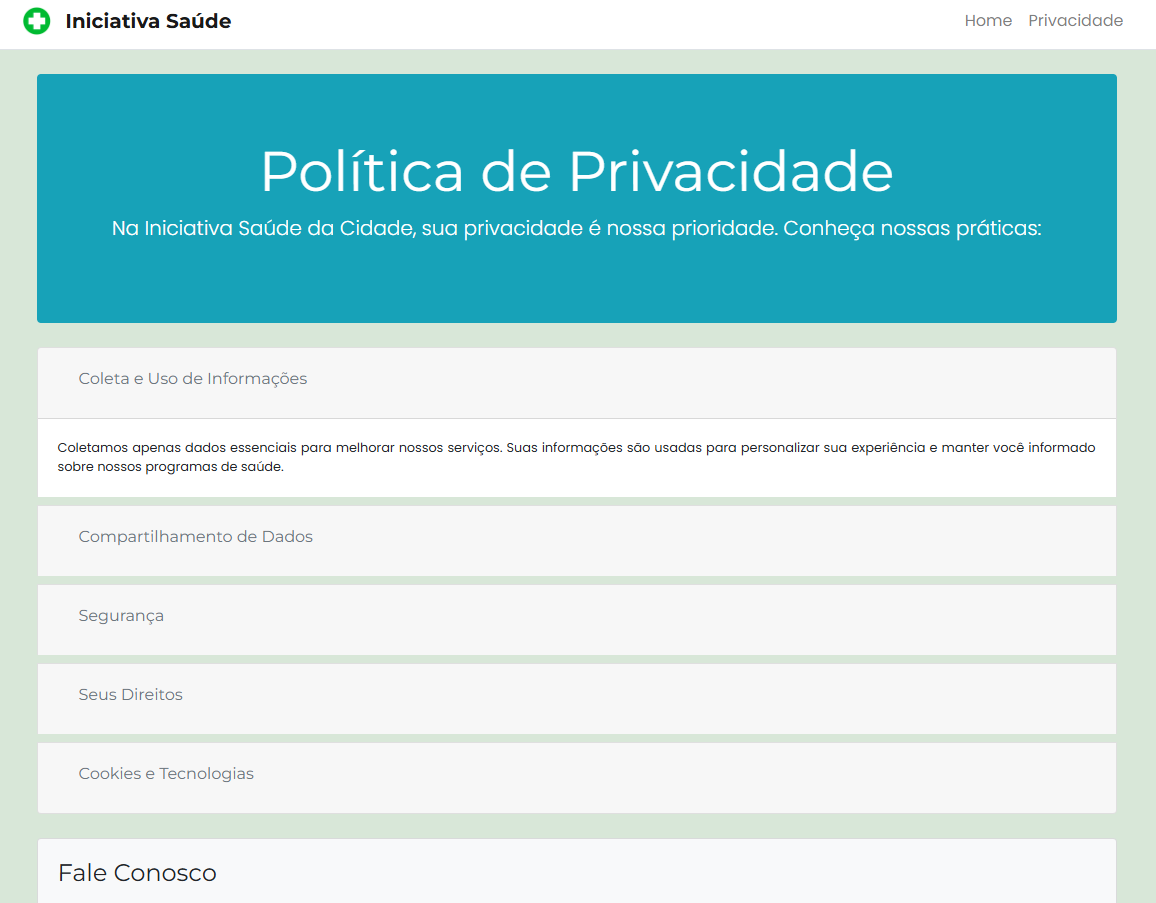 Iniciativa Saúde
Home Privacidade
Política de Privacidade
Na Iniciativa Saúde da Cidade, sua privacidade é nossa prioridade. Conheça nossas práticas:
Coleta e Uso de Informações
Coletamos apenas dados essenciais para melhorar nossos serviços. Suas informações são usadas para personalizar sua experiência e manter você informado
sobre nossos programas de saúde.
Compartilhamento de Dados
Segurança
Seus Direitos
Cookies e Tecnologias
Fale Conosco